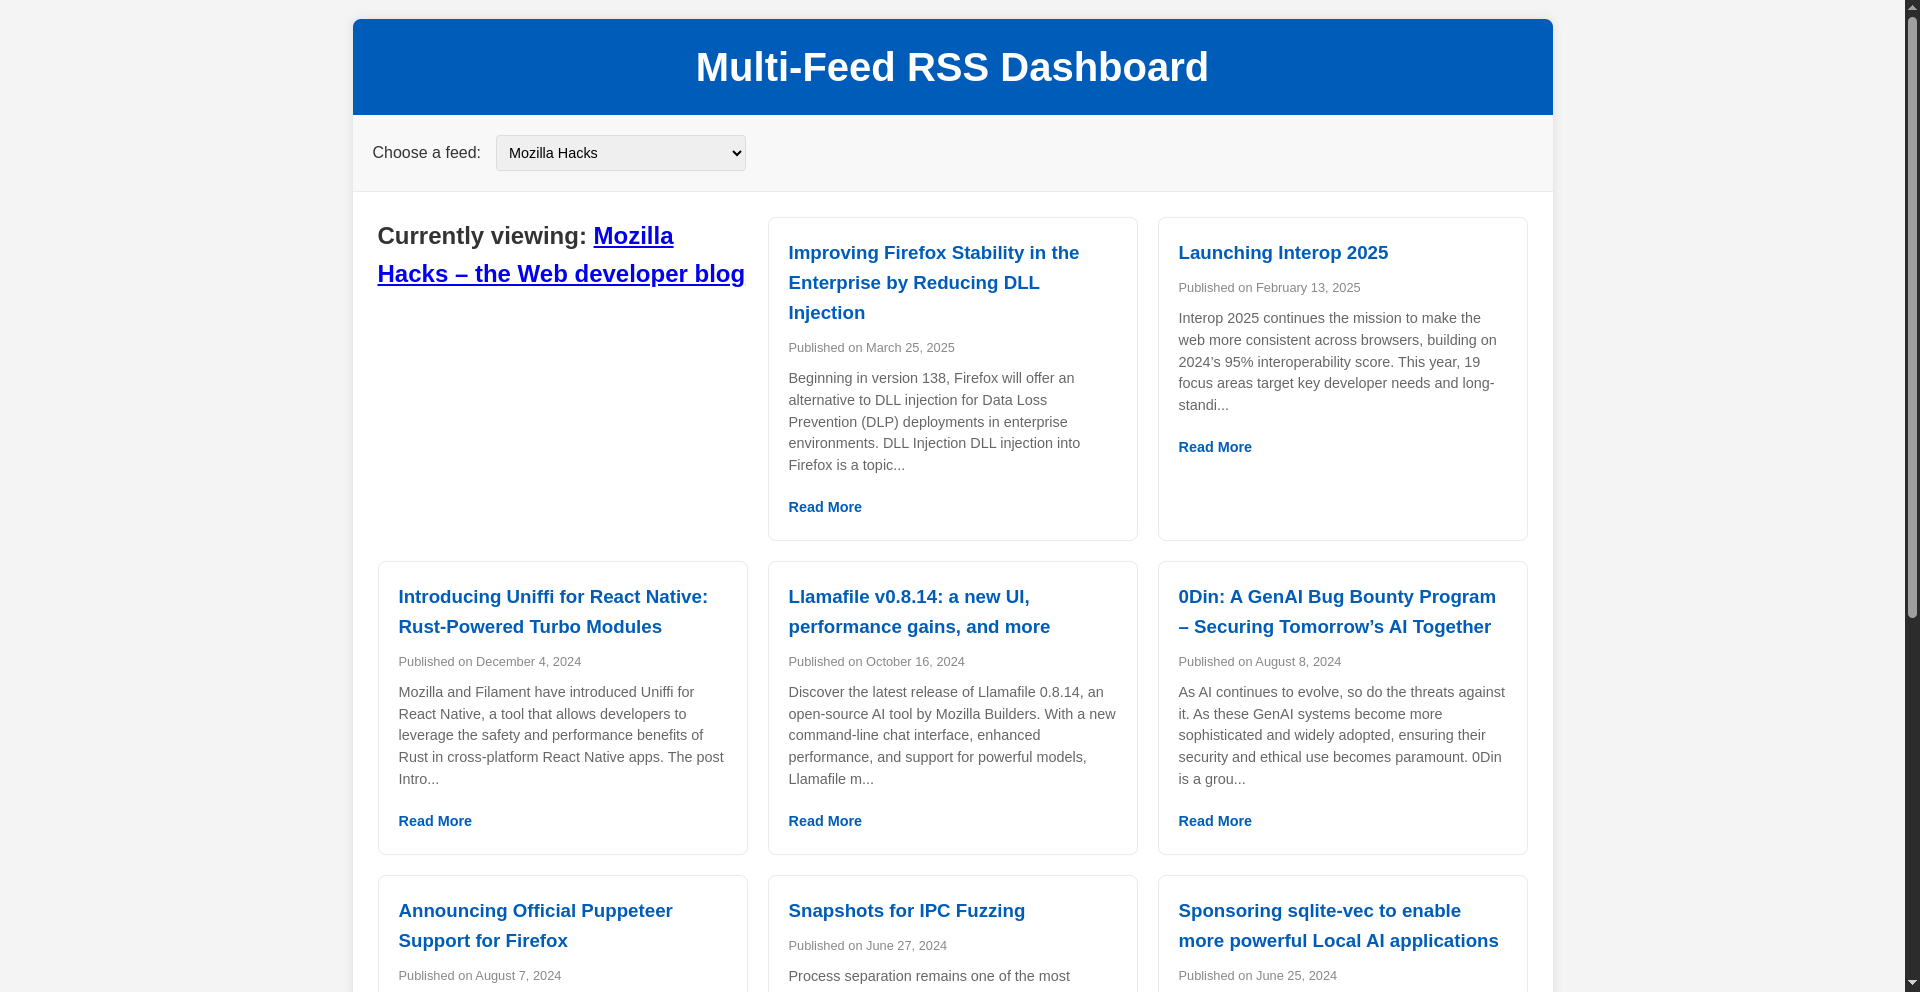 Multi-Feed RSS Dashboard
Choose a feed:
Mozilla Hacks
Currently viewing: Mozilla
Hacks – the Web developer blog
Improving Firefox Stability in the
Enterprise by Reducing DLL
Injection
Published on March 25, 2025
Beginning in version 138, Firefox will offer an
alternative to DLL injection for Data Loss
Prevention (DLP) deployments in enterprise
environments. DLL Injection DLL injection into
Firefox is a topic...
Read More
Launching Interop 2025
Published on February 13, 2025
Interop 2025 continues the mission to make the
web more consistent across browsers, building on
2024’s 95% interoperability score. This year, 19
focus areas target key developer needs and long-
standi...
Read More
Introducing Uniffi for React Native:
Rust-Powered Turbo Modules
Published on December 4, 2024
Mozilla and Filament have introduced Uniffi for
React Native, a tool that allows developers to
leverage the safety and performance benefits of
Rust in cross-platform React Native apps. The post
Intro...
Read More
Llamafile v0.8.14: a new UI,
performance gains, and more
Published on October 16, 2024
Discover the latest release of Llamafile 0.8.14, an
open-source AI tool by Mozilla Builders. With a new
command-line chat interface, enhanced
performance, and support for powerful models,
Llamafile m...
Read More
0Din: A GenAI Bug Bounty Program
– Securing Tomorrow’s AI Together
Published on August 8, 2024
As AI continues to evolve, so do the threats against
it. As these GenAI systems become more
sophisticated and widely adopted, ensuring their
security and ethical use becomes paramount. 0Din
is a grou...
Read More
Announcing Official Puppeteer
Support for Firefox
Published on August 7, 2024
Snapshots for IPC Fuzzing
Published on June 27, 2024
Process separation remains one of the most
Sponsoring sqlite-vec to enable
more powerful Local AI applications
Published on June 25, 2024